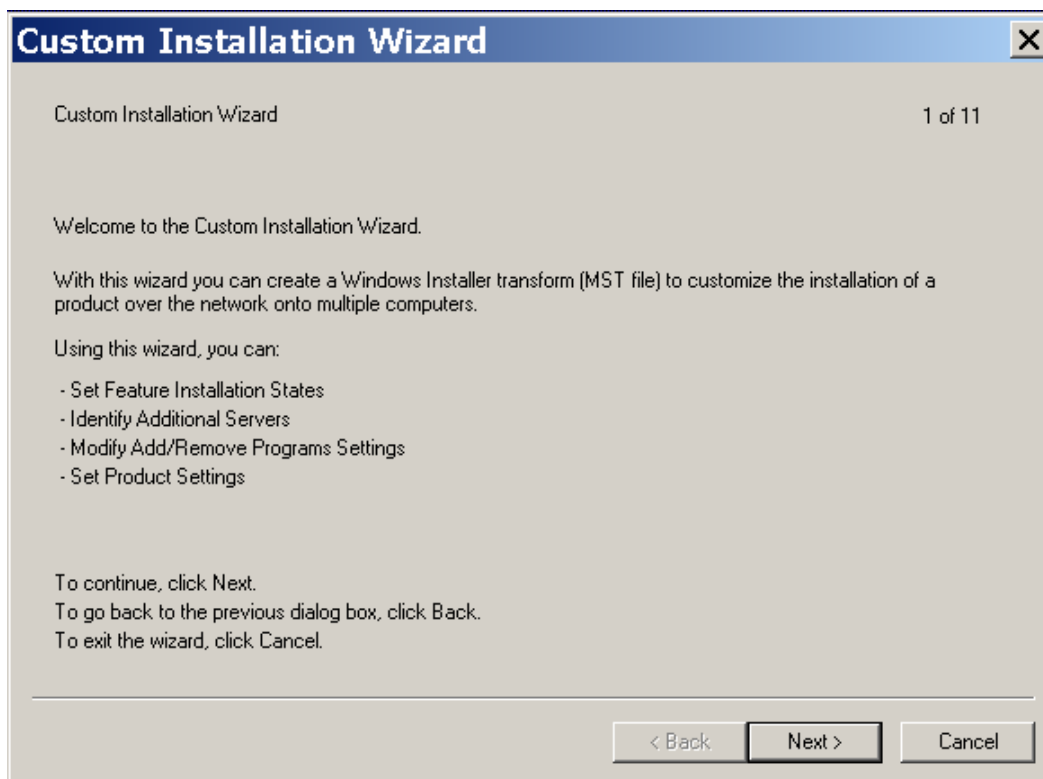 Custom Installation Wizard
Custom Installation Wizard
1 of 11
Welcome to the Custom Installation Wizard.
With this wizard you can create a Windows Installer transform (MST file) to customize the installation of a
product over the network onto multiple computers.
Using this wizard, you can:
- Set Feature Installation States
- Identify Additional Servers
- Modify Add/Remove Programs Settings
- Set Product Settings
To continue, click Next.
To go back to the previous dialog box, click Back.
To exit the wizard, click Cancel.
< Back
Next >
Cancel